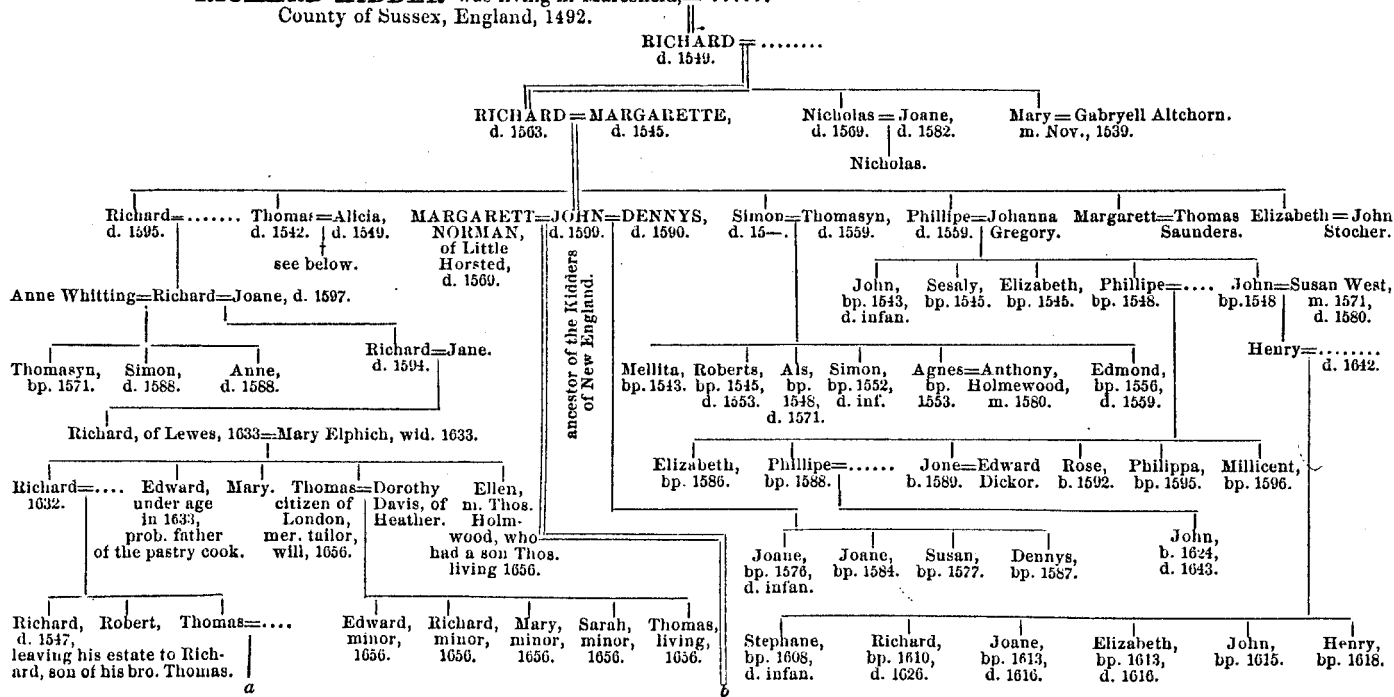 was living in Maresfield, = .......
County of Sussex, England, 1492.
RICHARD = ........
d. 1549.
RICHARD = MARGARETTE,
d. 1563. d. 1545.
Nicholas = Joane,
d. 1569. d. 1582.
Mary = Gabryell Altchorn.
m. Nov., 1539.
Nicholas.
Richard = .......
d. 1595.
Thomas = Alicia,
d. 1542. d. 1549.
see below.
MARGARETT = JOHN = DENNYS,
NORMAN, d. 1599. d. 1590.
of Little
Horsted,
d. 1569.
ancestor of the Kidders
of New England.
Simon = Thomasyn,
d. 15—. d. 1559.
Phillipe = Johanna
d. 1559. Gregory.
Margarett = Thomas
Saunders.
Elizabeth = John
Stocher.
Anne Whitting = Richard = Joane, d. 1597.
John,
bp. 1543,
d. infan.
Sesaly,
bp. 1545.
Elizabeth,
bp. 1545.
Phillipe = ....
bp. 1548.
John = Susan West,
bp. 1548 m. 1571,
d. 1580.
Thomasyn,
bp. 1571.
Simon,
d. 1588.
Anne,
d. 1588.
Richard = Jane.
d. 1594.
Mellita,
bp. 1543.
Roberts,
bp. 1545,
d. 1553.
Als,
bp.
1548,
d. 1571.
Simon,
bp. 1552,
d. inf.
Agnes = Anthony,
bp. Holmewood,
1553. m. 1580.
Edmond,
bp. 1556,
d. 1559.
Henry = ........
d. 1642.
Richard, of Lewes, 1633 = Mary Elphich, wid. 1633.
Elizabeth,
bp. 1586.
Phillipe = ......
bp. 1588.
Jone = Edward
b. 1589. Dickor.
Rose,
b. 1592.
Philippa,
bp. 1595.
Millicent,
bp. 1596.
Richard = ....
1632.
Edward,
under age
in 1633,
prob. father
of the pastry cook.
Mary.
Thomas = Dorothy
citizen of Davis, of
London, Heather.
mer. tailor,
will, 1656.
Ellen,
m. Thos.
Holm-
wood, who
had a son Thos.
living 1656.
Joane,
bp. 1576,
d. infan.
Joane,
bp. 1584.
Susan,
bp. 1577.
Dennys,
bp. 1587.
John,
b. 1624,
d. 1643.
Richard,
d. 1547,
leaving his estate to Rich-
ard, son of his bro. Thomas.
Robert,
Thomas = ....
a
Edward,
minor,
1656.
Richard,
minor,
1656.
Mary,
minor,
1656.
Sarah,
minor,
1656.
Thomas,
living,
1656.
b
Stephane,
bp. 1608,
d. infan.
Richard,
bp. 1610,
d. 1626.
Joane,
bp. 1613,
d. 1616.
Elizabeth,
bp. 1613,
d. 1616.
John,
bp. 1615.
Henry,
bp. 1618.